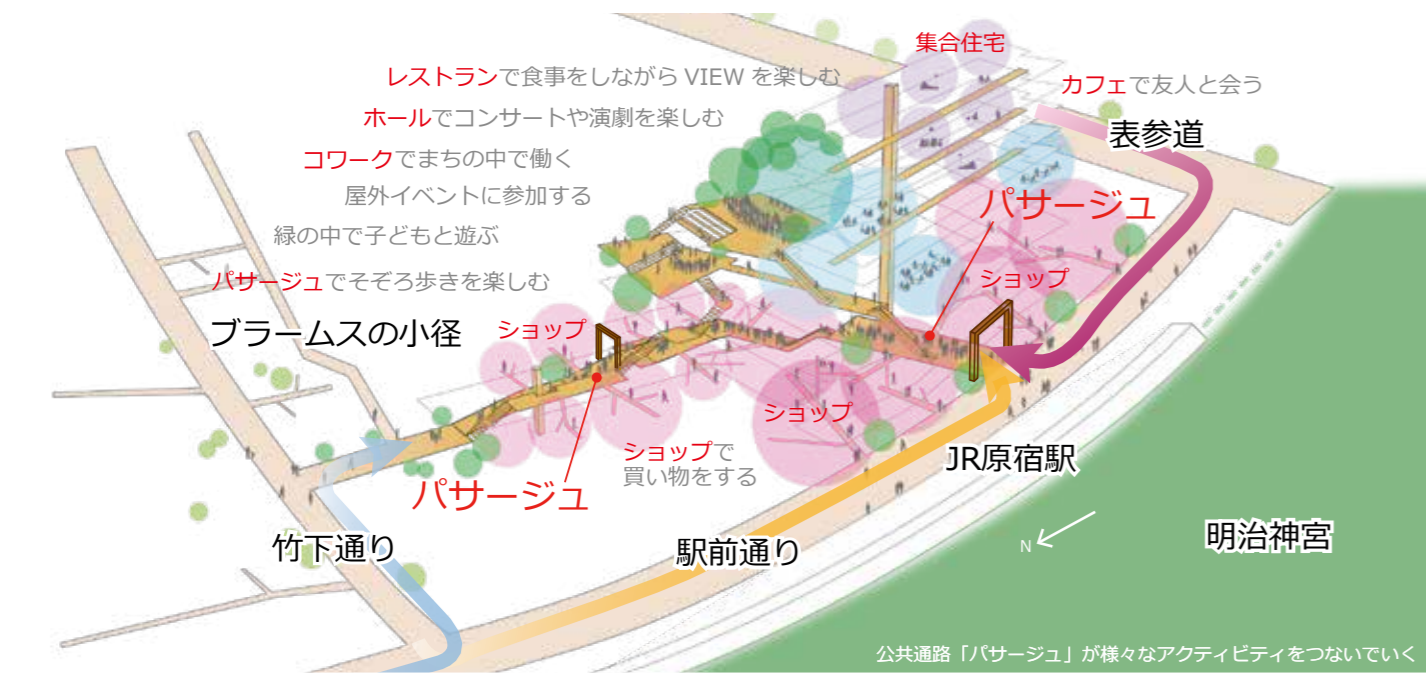 集合住宅
レストランで食事をしながら VIEW を楽しむ
カフェで友人と会う
ホールでコンサートや演劇を楽しむ
表参道
コワークでまちの中で働く
屋外イベントに参加する
パサージュ
緑の中で子どもと遊ぶ
パサージュでそぞろ歩きを楽しむ
ショップ
ブラームスの小径
ショップ
ショップ
ショップで
買い物をする
JR原宿駅
パサージュ
竹下通り
駅前通り
N
明治神宮
公共通路「パサージュ」が様々なアクティビティをつないでいく